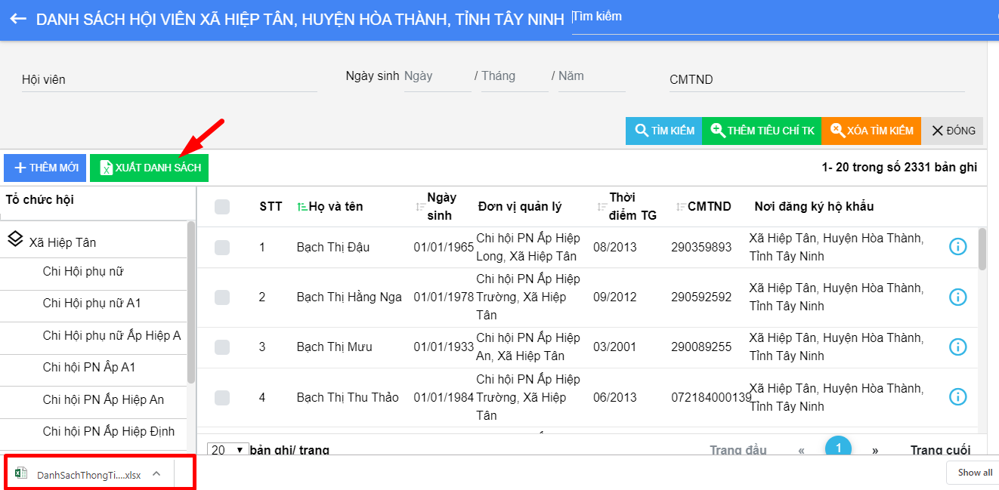 DANH SÁCH HỘI VIÊN XÃ HIỆP TÂN, HUYỆN HÒA THÀNH, TỈNH TÂY NINH Tìm kiếm
Hội viên Ngày sinh Ngày / Tháng / Năm CMTND
TÌM KIẾM THÊM TIÊU CHÍ TK XÓA TÌM KIẾM ĐÓNG
THÊM MỚI XUẤT DANH SÁCH 1- 20 trong số 2331 bản ghi
Tổ chức hội
Xã Hiệp Tân
Chi Hội phụ nữ
Chi Hội phụ nữ A1
Chi Hội phụ nữ Ấp Hiệp A
Chi hội PN Âp A1
Chi hội PN Ấp Hiệp An
Chi hội PN Ấp Hiệp Định
STT Họ và tên Ngày sinh Đơn vị quản lý Thời điểm TG CMTND Nơi đăng ký hộ khẩu
1 Bạch Thị Đậu 01/01/1965 Chi hội PN Ấp Hiệp Long, Xã Hiệp Tân 08/2013 290359893 Xã Hiệp Tân, Huyện Hòa Thành, Tỉnh Tây Ninh
2 Bạch Thị Hằng Nga 01/01/1978 Chi hội PN Ấp Hiệp Trường, Xã Hiệp Tân 09/2012 290592592 Xã Hiệp Tân, Huyện Hòa Thành, Tỉnh Tây Ninh
3 Bạch Thị Mưu 01/01/1933 Chi hội PN Ấp Hiệp An, Xã Hiệp Tân 03/2001 290089255 Xã Hiệp Tân, Huyện Hòa Thành, Tỉnh Tây Ninh
4 Bạch Thị Thu Thảo 01/01/1984 Chi hội PN Ấp Hiệp Trường, Xã Hiệp Tân 06/2013 072184000139 Xã Hiệp Tân, Huyện Hòa Thành, Tỉnh Tây Ninh
20 bản ghi/ trang Trang đầu « 1 » Trang cuối
DanhSachThongTi....xlsx Show all